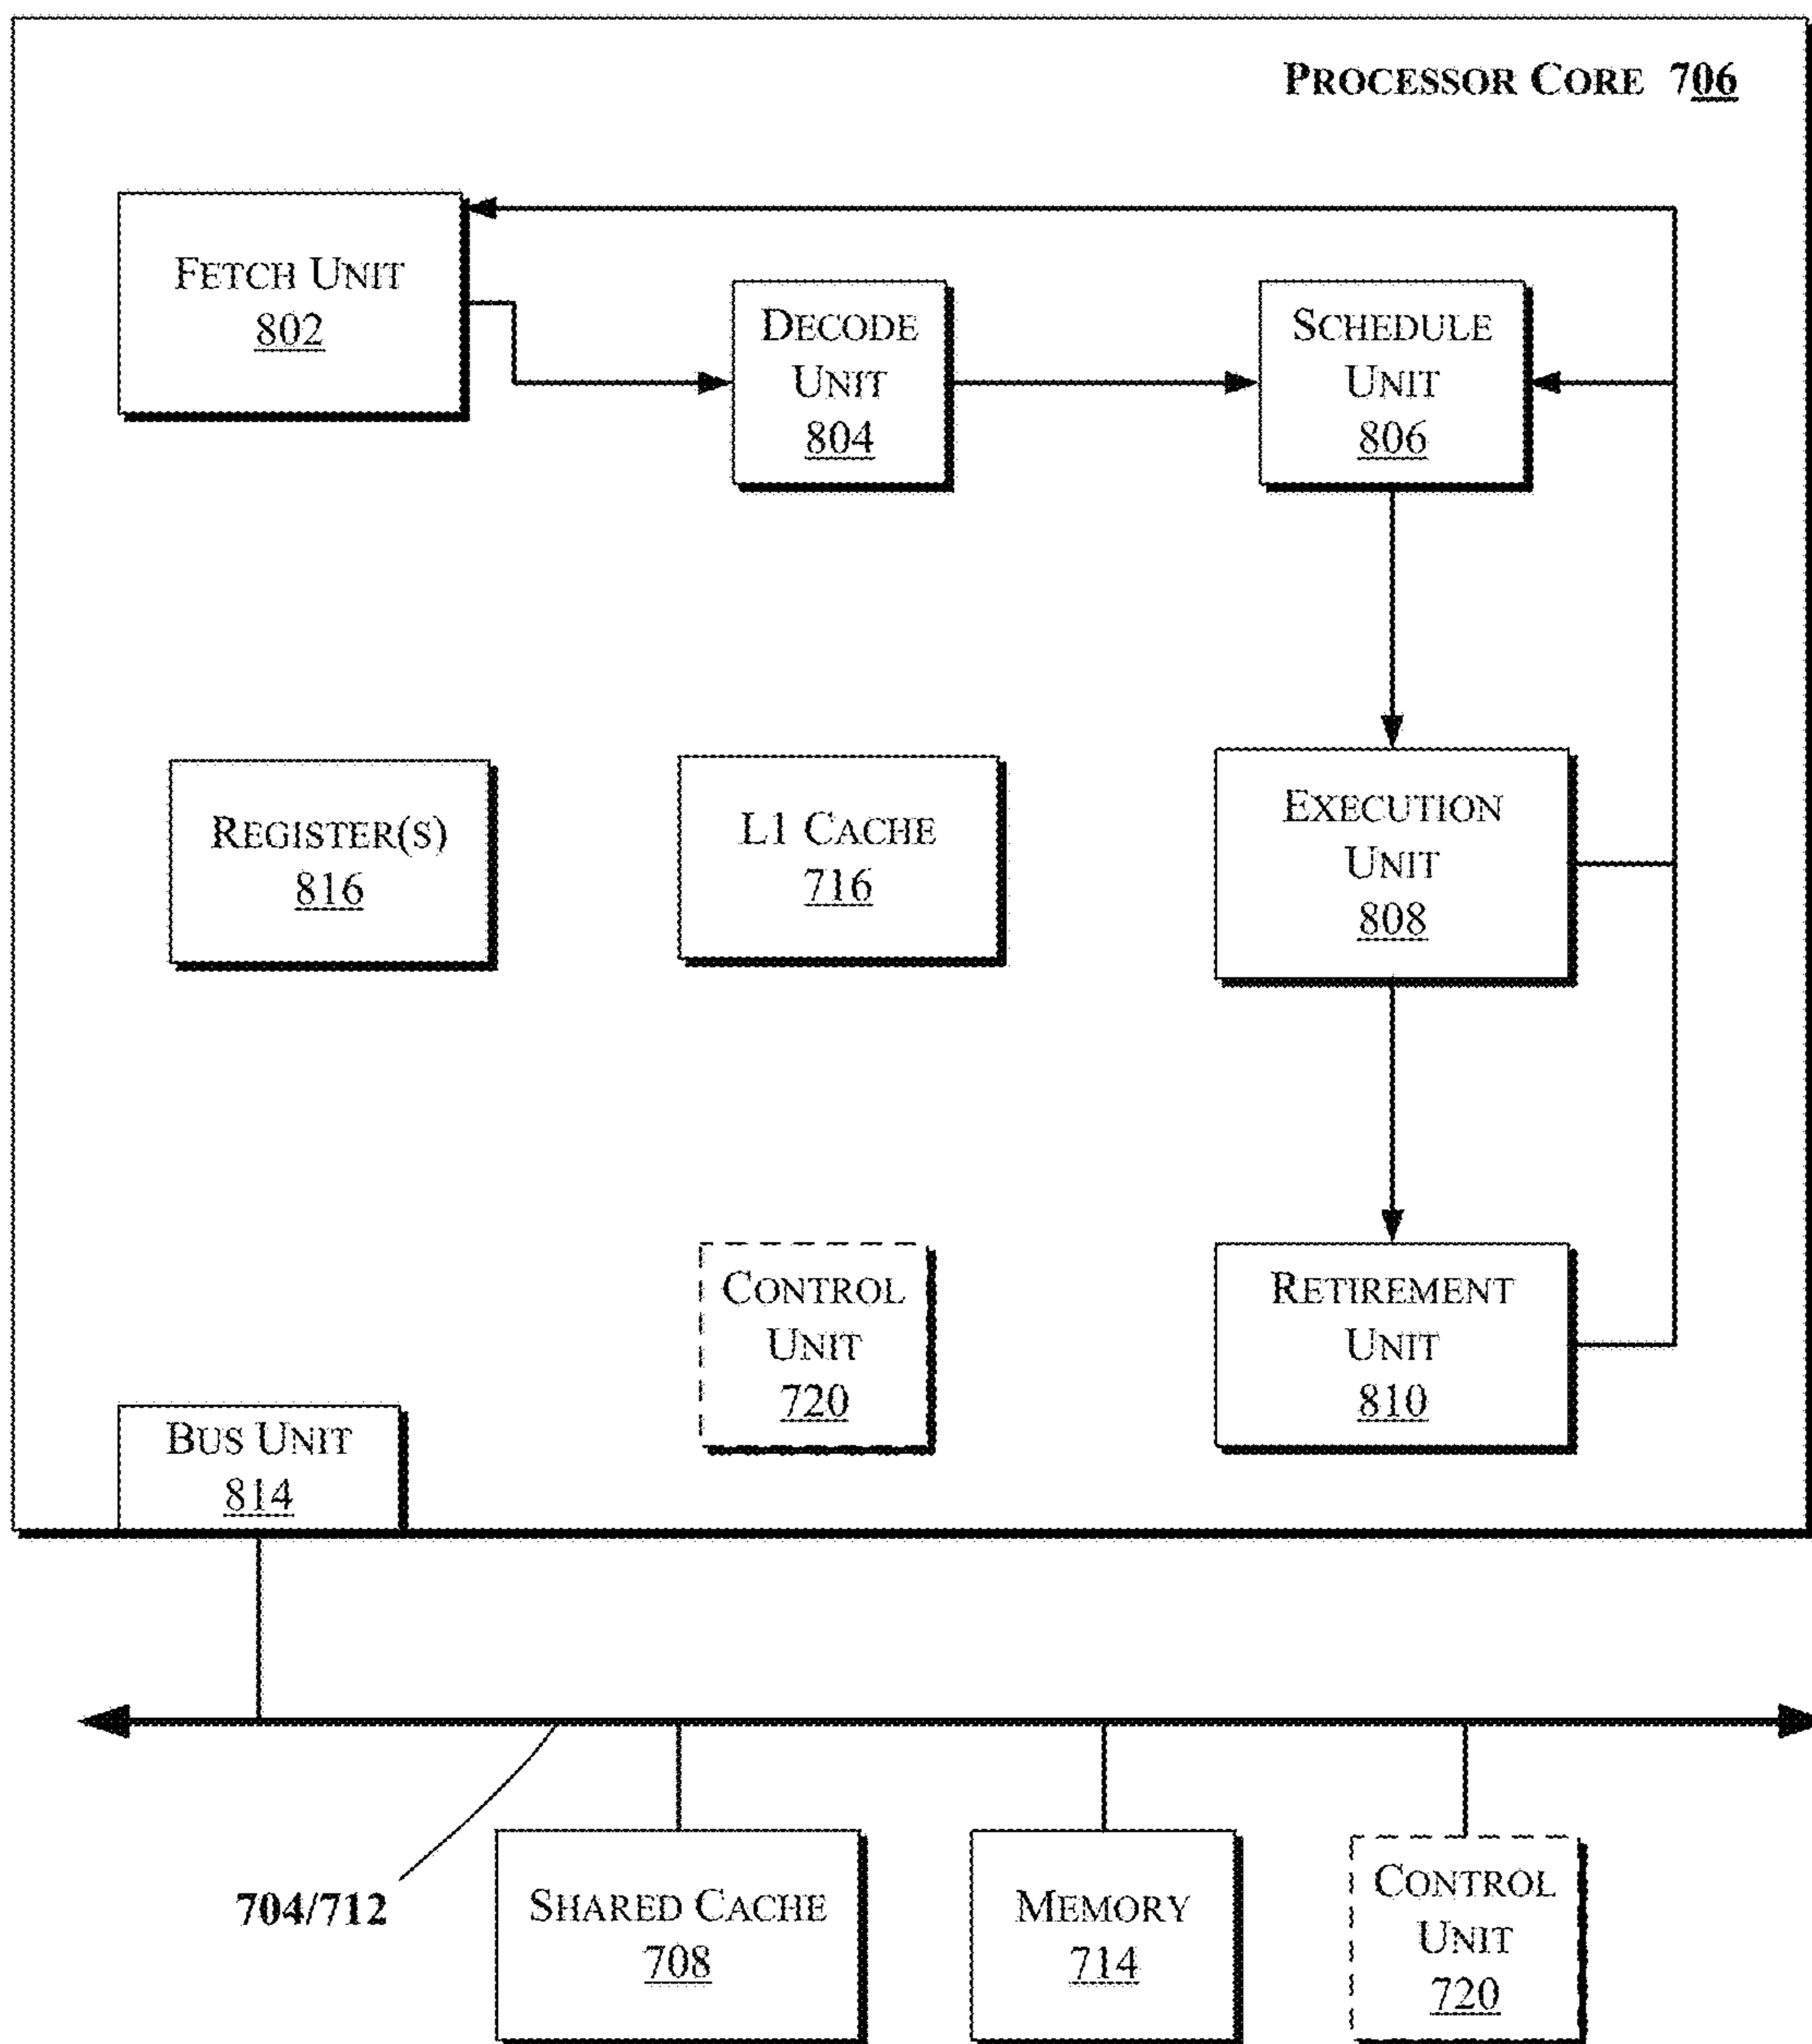 PROCESSOR CORE 706
FETCH UNIT
802
DECODE
UNIT
804
SCHEDULE
UNIT
806
REGISTER(S)
816
L1 CACHE
716
EXECUTION
UNIT
808
CONTROL
UNIT
720
RETIREMENT
UNIT
810
BUS UNIT
814
704/712
SHARED CACHE
708
MEMORY
714
CONTROL
UNIT
720